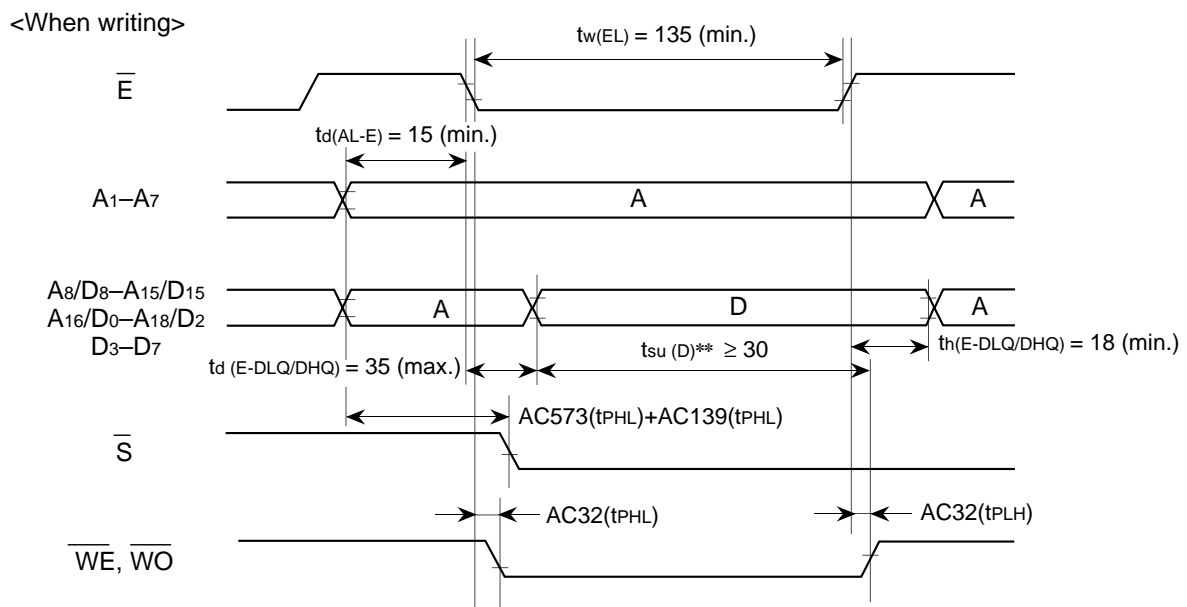 <When writing>
tw(EL) = 135 (min.)
E
td(AL-E) = 15 (min.)
A1–A7
A
A
A8/D8–A15/D15
A16/D0–A18/D2
D3–D7
A
D
A
td (E-DLQ/DHQ) = 35 (max.)
tsu (D)** ≥ 30
th(E-DLQ/DHQ) = 18 (min.)
AC573(tPHL)+AC139(tPHL)
S
AC32(tPHL)
AC32(tPLH)
WE, WO